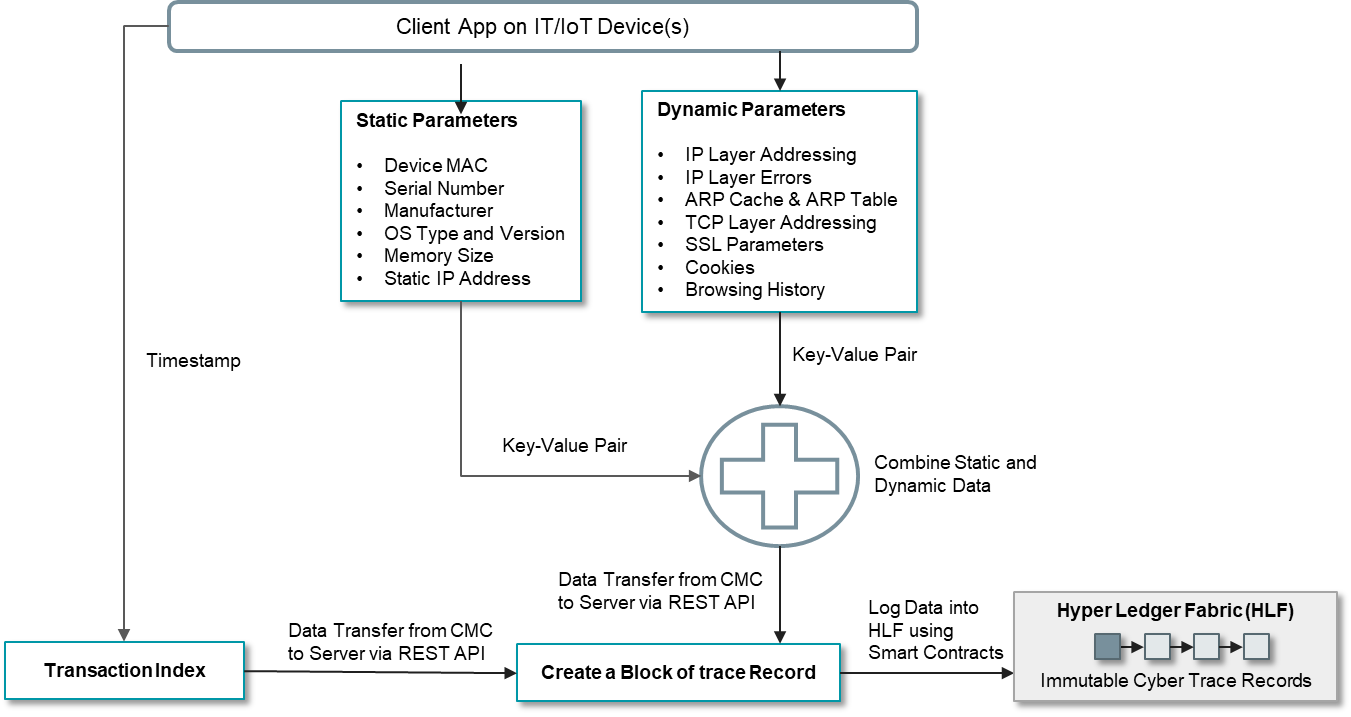 Client App on IT/IoT Device(s)
Static Parameters
• Device MAC
• Serial Number
• Manufacturer
• OS Type and Version
• Memory Size
• Static IP Address
Dynamic Parameters
• IP Layer Addressing
• IP Layer Errors
• ARP Cache & ARP Table
• TCP Layer Addressing
• SSL Parameters
• Cookies
• Browsing History
Timestamp
Key-Value Pair
Key-Value Pair
Combine Static and
Dynamic Data
Data Transfer from CMC
to Server via REST API
Data Transfer from CMC
to Server via REST API
Log Data into
HLF using
Smart Contracts
Transaction Index
Create a Block of trace Record
Hyper Ledger Fabric (HLF)
Immutable Cyber Trace Records